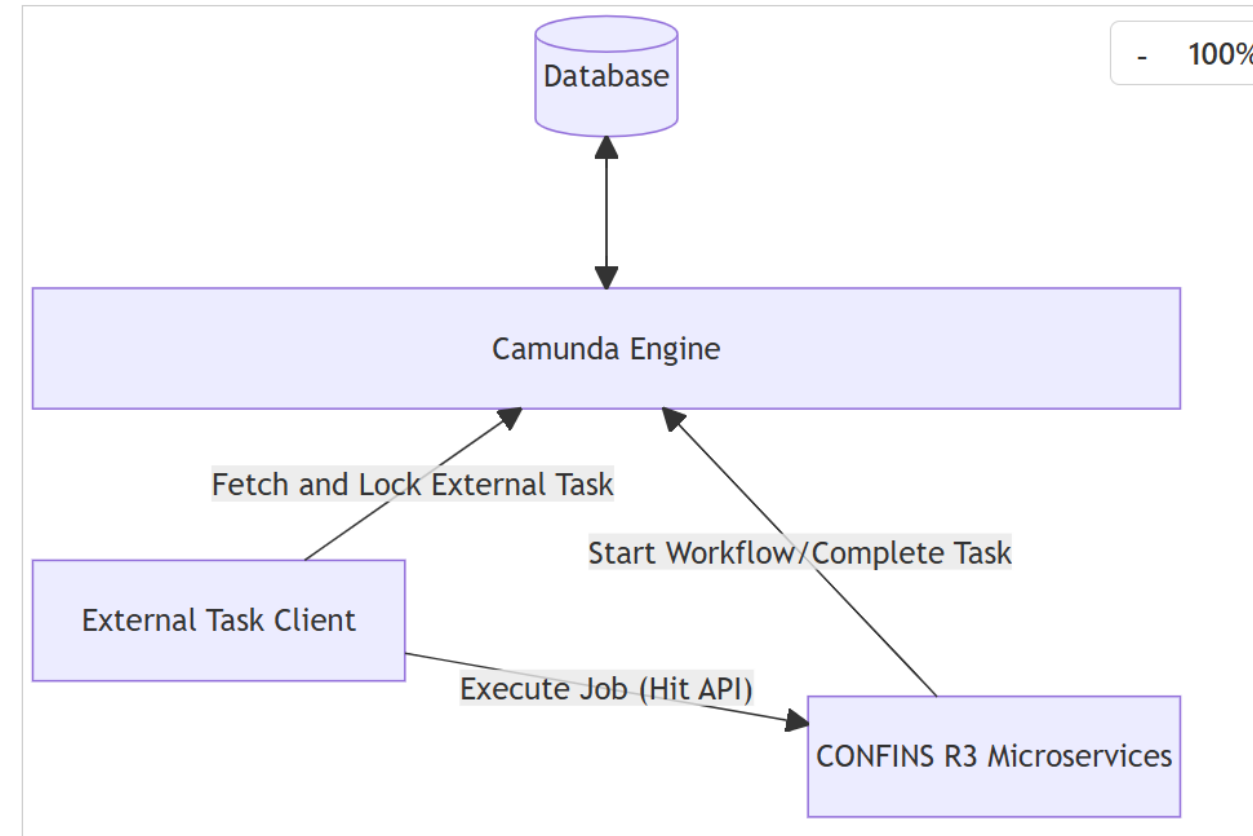 - 100%
Database
Camunda Engine
Fetch and Lock External Task
Start Workflow/Complete Task
External Task Client
Execute Job (Hit API)
CONFINS R3 Microservices